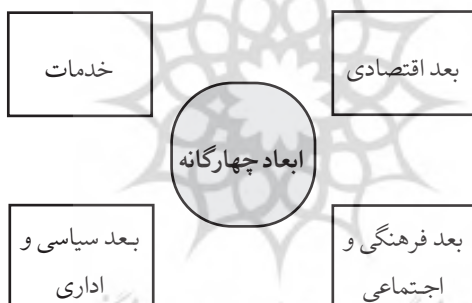 بعد اقتصادی
خدمات
ابعاد چهارگانه
بعد فرهنگی و
اجتماعی
بعد سیاسی و
اداری